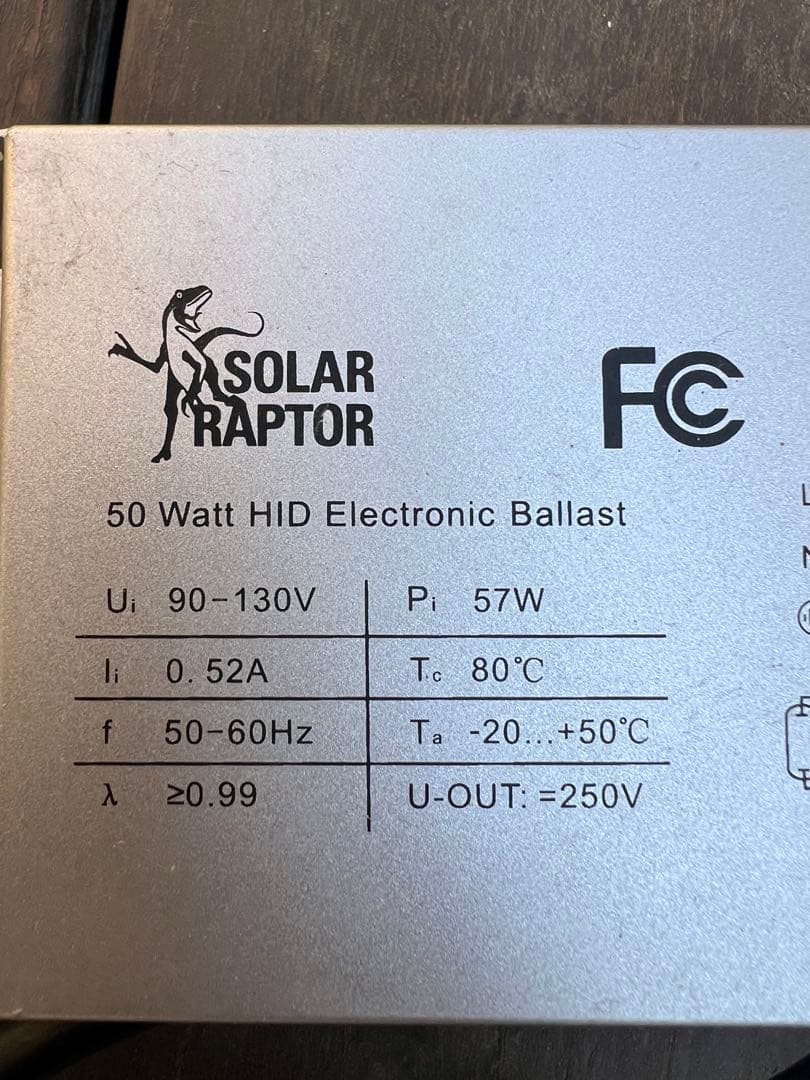 SOLAR
RAPTOR
FC
50 Watt HID Electronic Ballast
Ui 90-130V Pi 57W
Ii 0.52A Tc 80℃
f 50-60Hz Ta -20...+50℃
λ ≥0.99 U-OUT: =250V